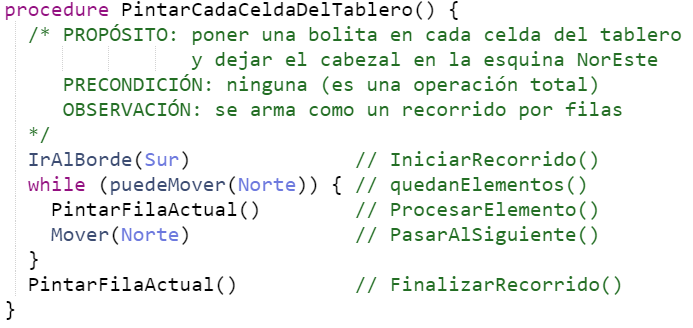 procedure PintarCadaCeldaDelTablero() {
/* PROPÓSITO: poner una bolita en cada celda del tablero
y dejar el cabezal en la esquina NorEste
PRECONDICIÓN: ninguna (es una operación total)
OBSERVACIÓN: se arma como un recorrido por filas
*/
IrAlBorde(Sur) // IniciarRecorrido()
while (puedeMover(Norte)) { // quedanElementos()
PintarFilaActual() // ProcesarElemento()
Mover(Norte) // PasarAlSiguiente()
}
PintarFilaActual() // FinalizarRecorrido()
}